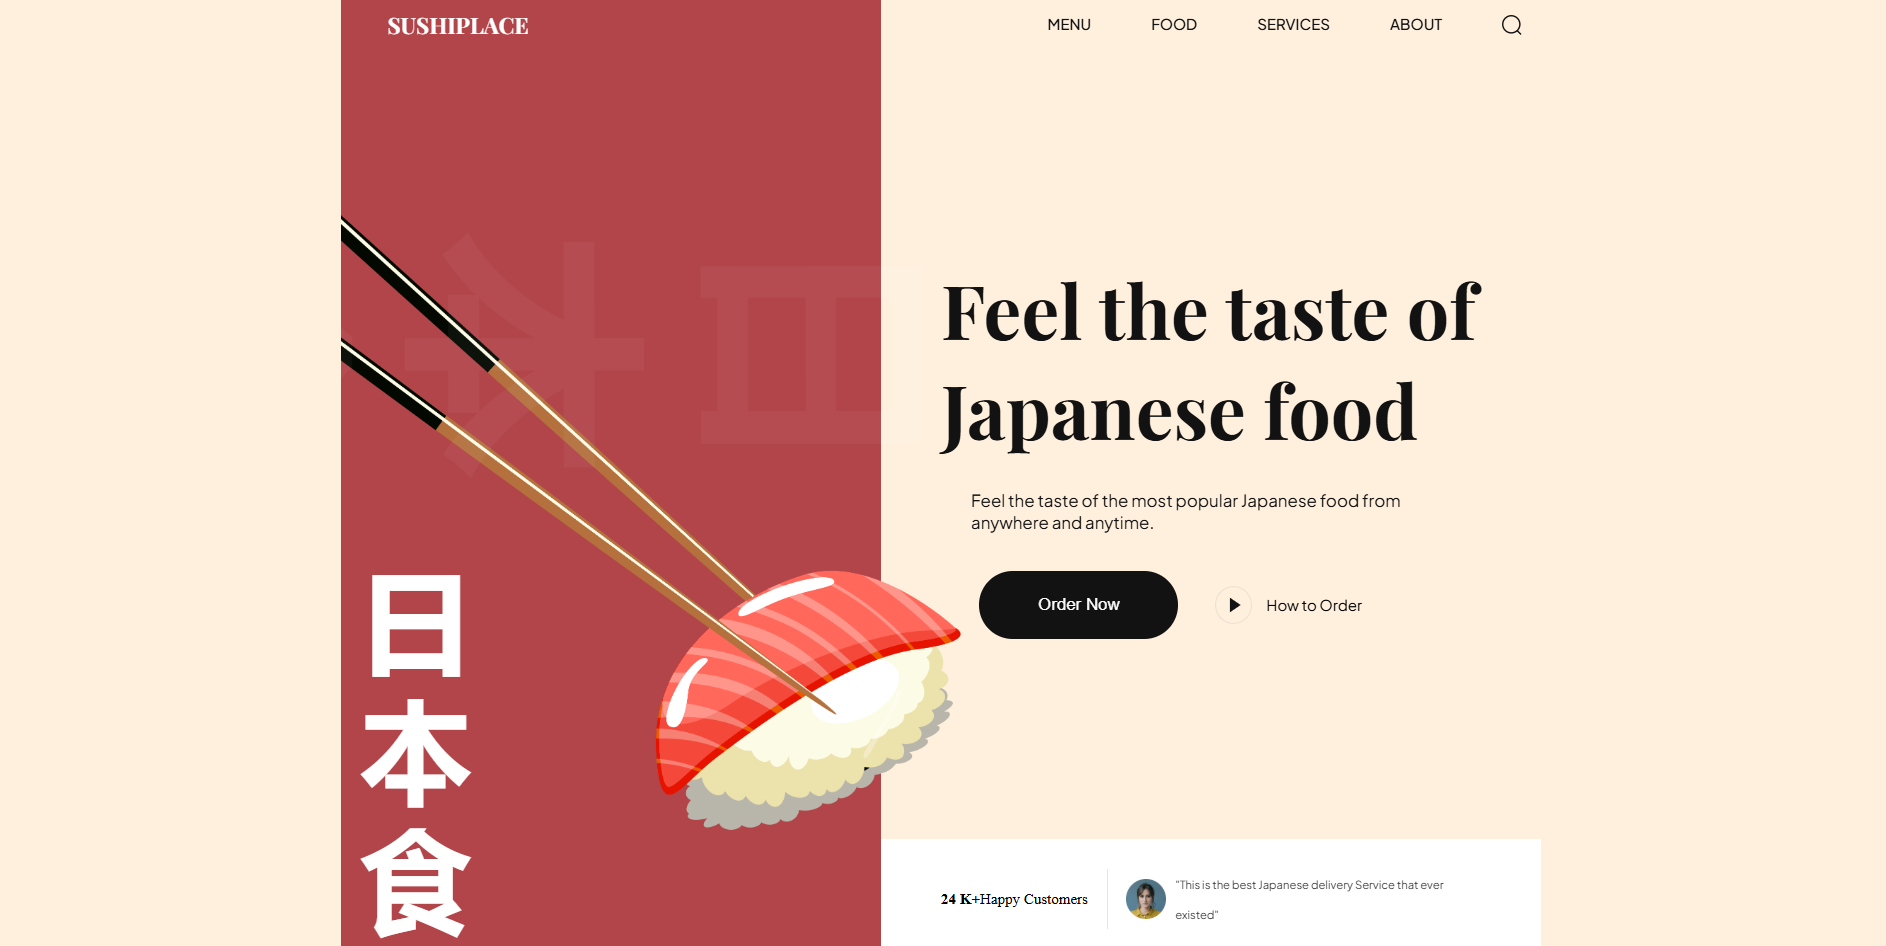 SUSHIPLACE
MENU
FOOD
SERVICES
ABOUT
日本
Feel the taste of
Japanese food
Feel the taste of the most popular Japanese food from
anywhere and anytime.
Order Now
How to Order
日
本
食
24 K+Happy Customers
"This is the best Japanese delivery Service that ever
existed"